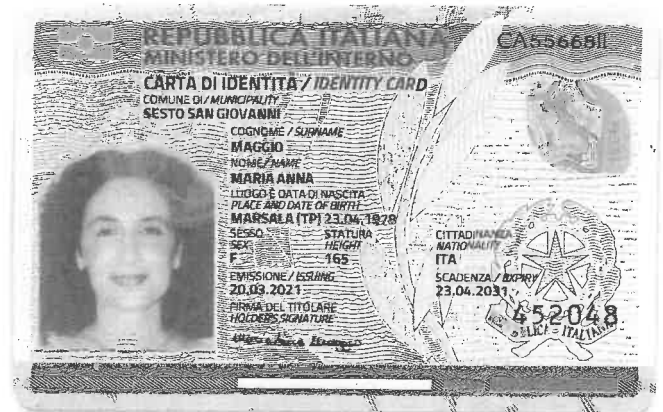 REPUBBLICA ITALIANA
MINISTERO DELL'INTERNO
CARTA DI IDENTITÀ / IDENTITY CARD
COMUNE DI / MUNICIPALITY
SESTO SAN GIOVANNI
COGNOME / SURNAME
MAGGIO
NOME / NAME
MARIA ANNA
LUOGO E DATA DI NASCITA
PLACE AND DATE OF BIRTH
MARSALA (TP) 23.04.1978
SESSO
SEX
F
STATURA
HEIGHT
165
CITTADINANZA
NATIONALITY
ITA
EMISSIONE / ISSUING
20.03.2021
SCADENZA / EXPIRY
23.04.2031
FIRMA DEL TITOLARE
HOLDER'S SIGNATURE
452048
ITALIANA